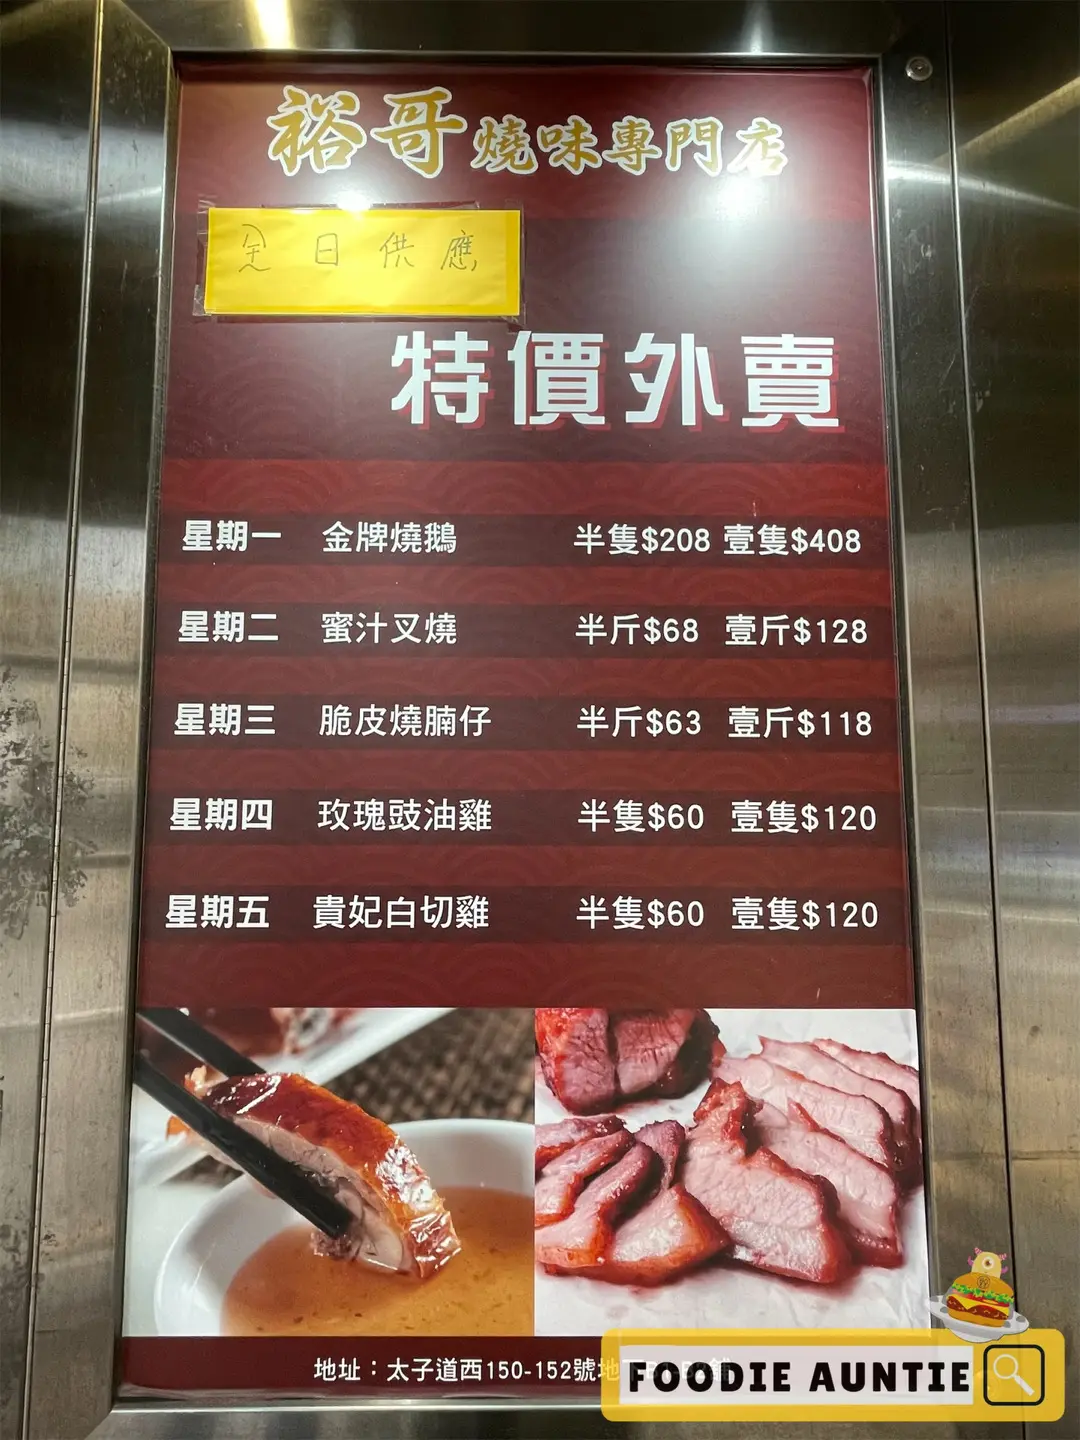 裕哥燒味專門店
全日供應
特價外賣
星期一 金牌燒鵝 半隻$208 壹隻$408
星期二 蜜汁叉燒 半斤$68 壹斤$128
星期三 脆皮燒腩仔 半斤$63 壹斤$118
星期四 玫瑰豉油雞 半隻$60 壹隻$120
星期五 貴妃白切雞 半隻$60 壹隻$120
地址：太子道西150-152號地
FOODIE AUNTIE